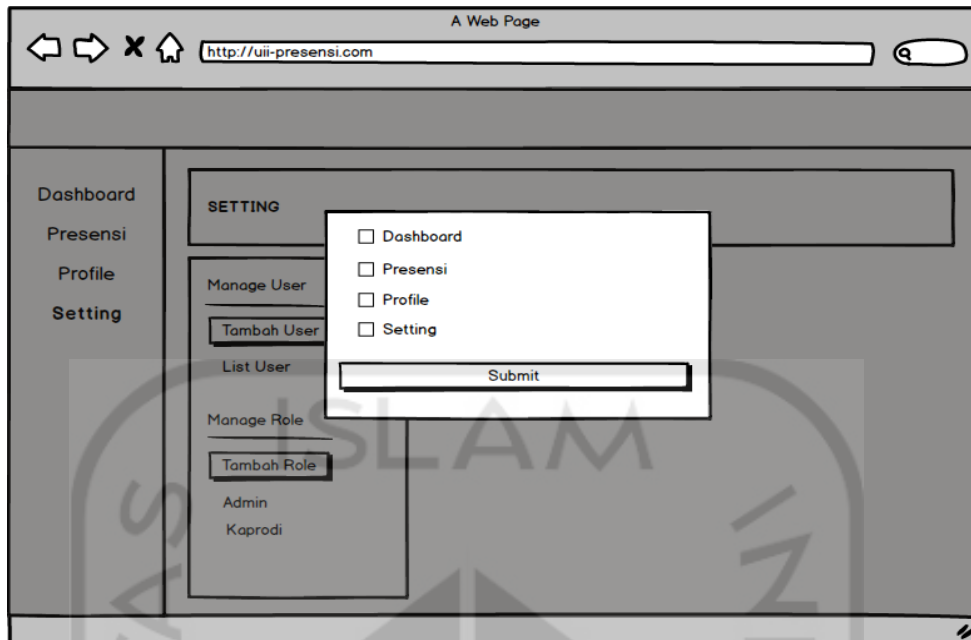 A Web Page
http://uii-presensi.com
Dashboard
Presensi
Profile
Setting
SETTING
Manage User
Tambah User
List User
Manage Role
Tambah Role
Admin
Kaprodi
Dashboard
Presensi
Profile
Setting
Submit
ISLAM